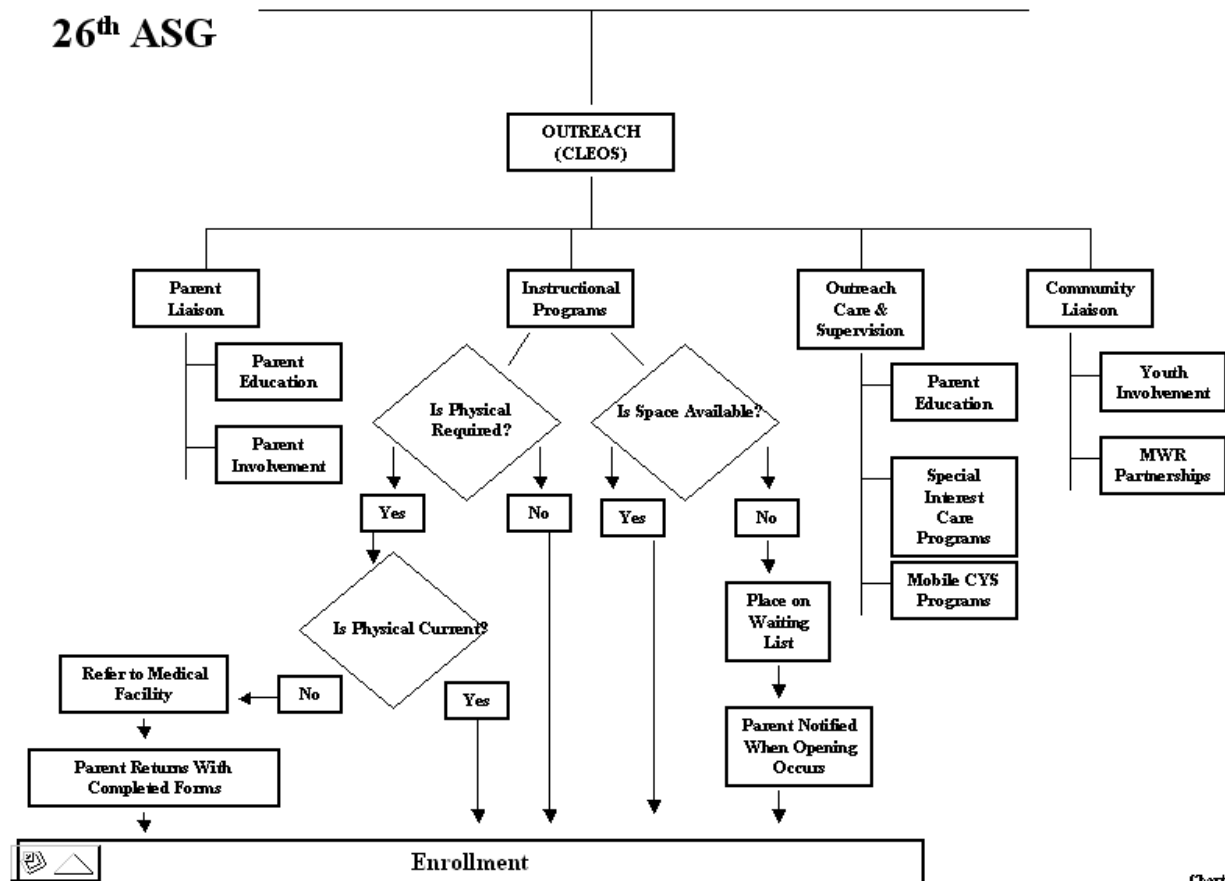 26th ASG
OUTREACH
(CLEOS)
Parent
Liaison
Instructional
Programs
Outreach
Care &
Supervision
Community
Liaison
Parent
Education
Parent
Involvement
Is Physical
Required?
Is Space Available?
Parent
Education
Special
Interest
Care
Programs
Mobile CYS
Programs
Youth
Involvement
MWR
Partnerships
Yes
No
Yes
No
Is Physical Current?
Place on
Waiting
List
Refer to Medical
Facility
No
Yes
Parent Notified
When Opening
Occurs
Parent Returns With
Completed Forms
Enrollment